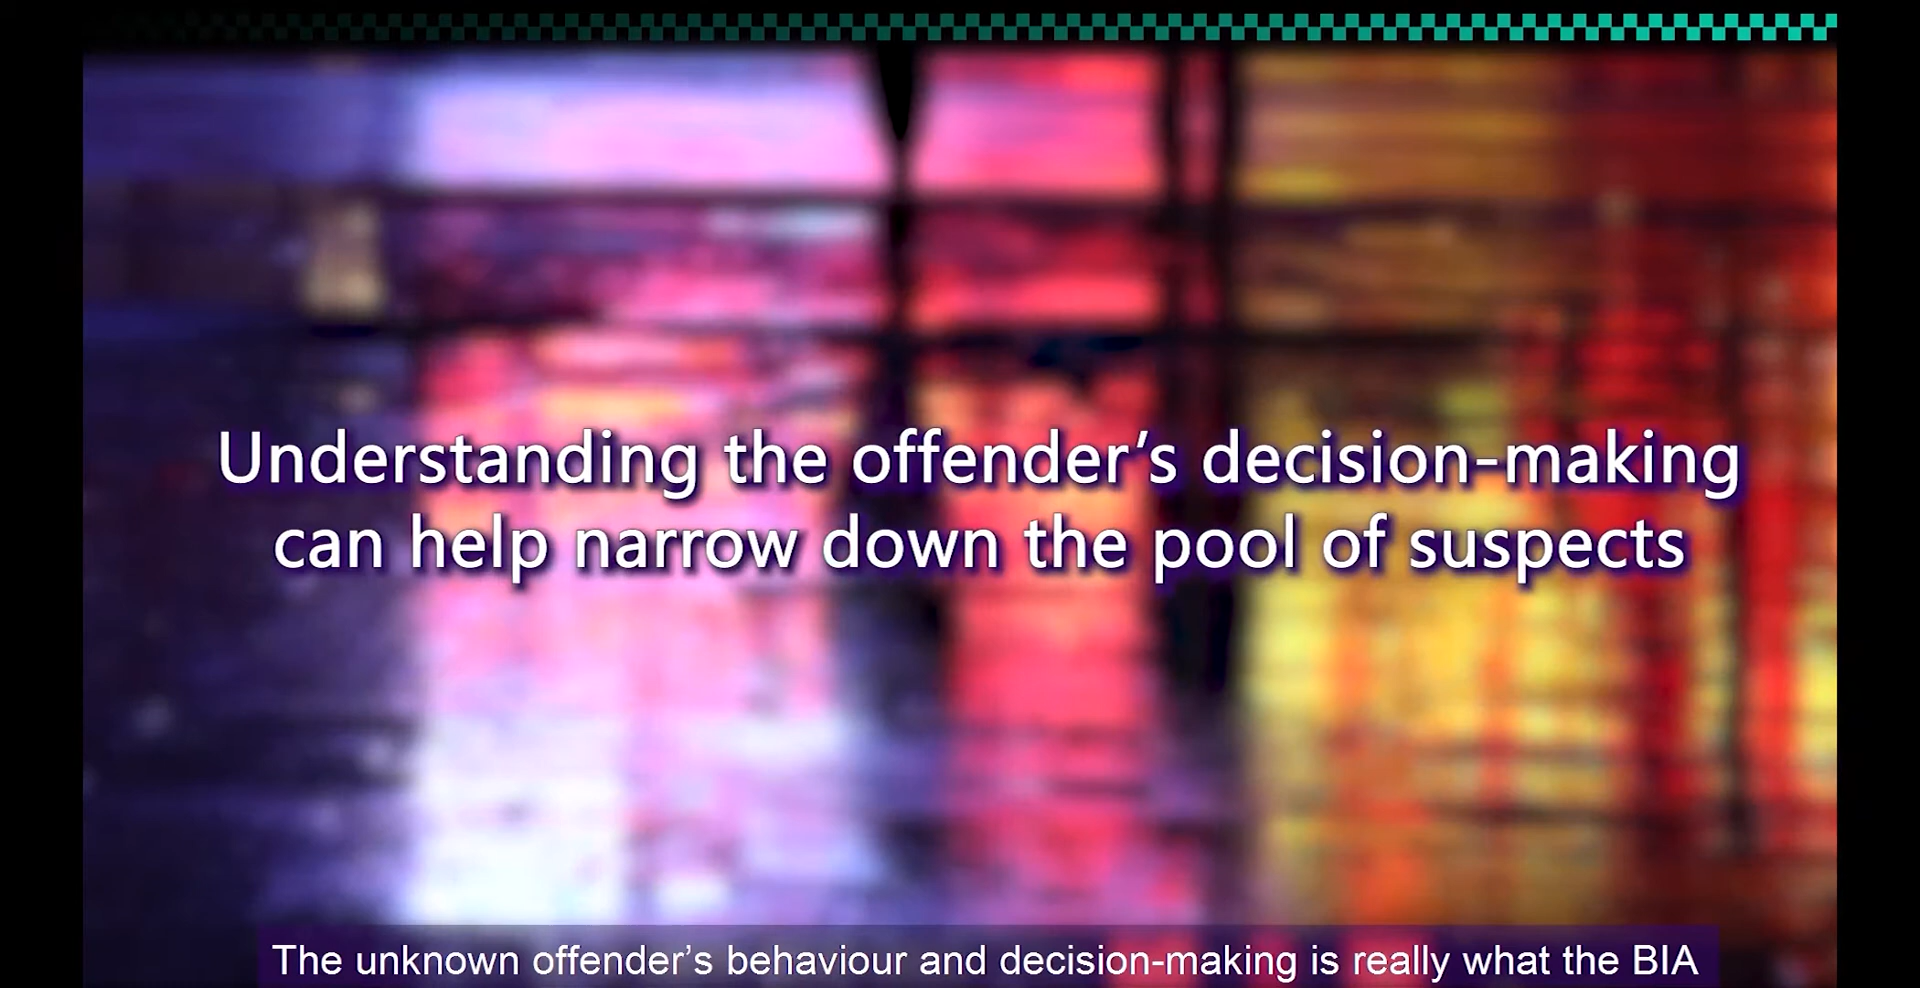 Understanding the offender’s decision-making
can help narrow down the pool of suspects
The unknown offender’s behaviour and decision-making is really what the BIA